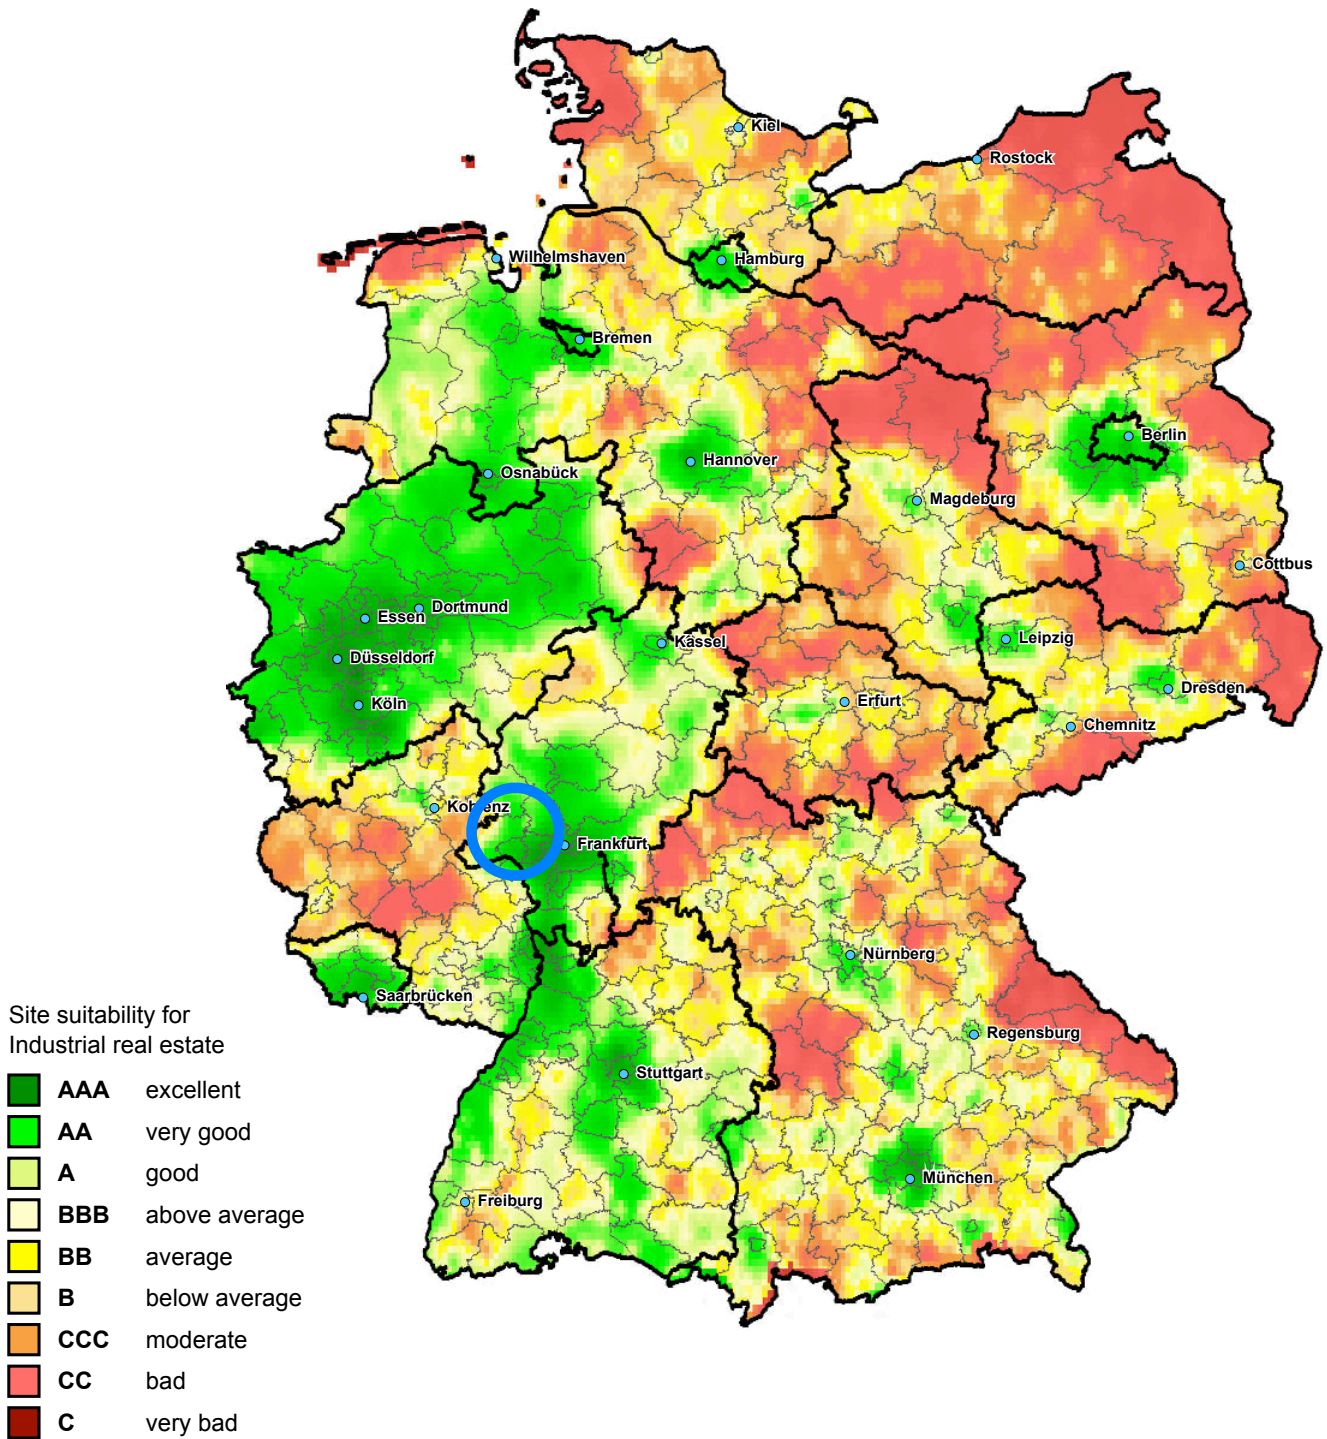 Kiel
Rostock
Wilhelmshaven
Hamburg
Bremen
Berlin
Osnabück
Hannover
Magdeburg
Cottbus
Essen
Dortmund
Kassel
Leipzig
Düsseldorf
Köln
Erfurt
Dresden
Chemnitz
Koblenz
Frankfurt
Nürnberg
Saarbrücken
Regensburg
Stuttgart
München
Freiburg
Site suitability for
Industrial real estate
AAA excellent
AA very good
A good
BBB above average
BB average
B below average
CCC moderate
CC bad
C very bad